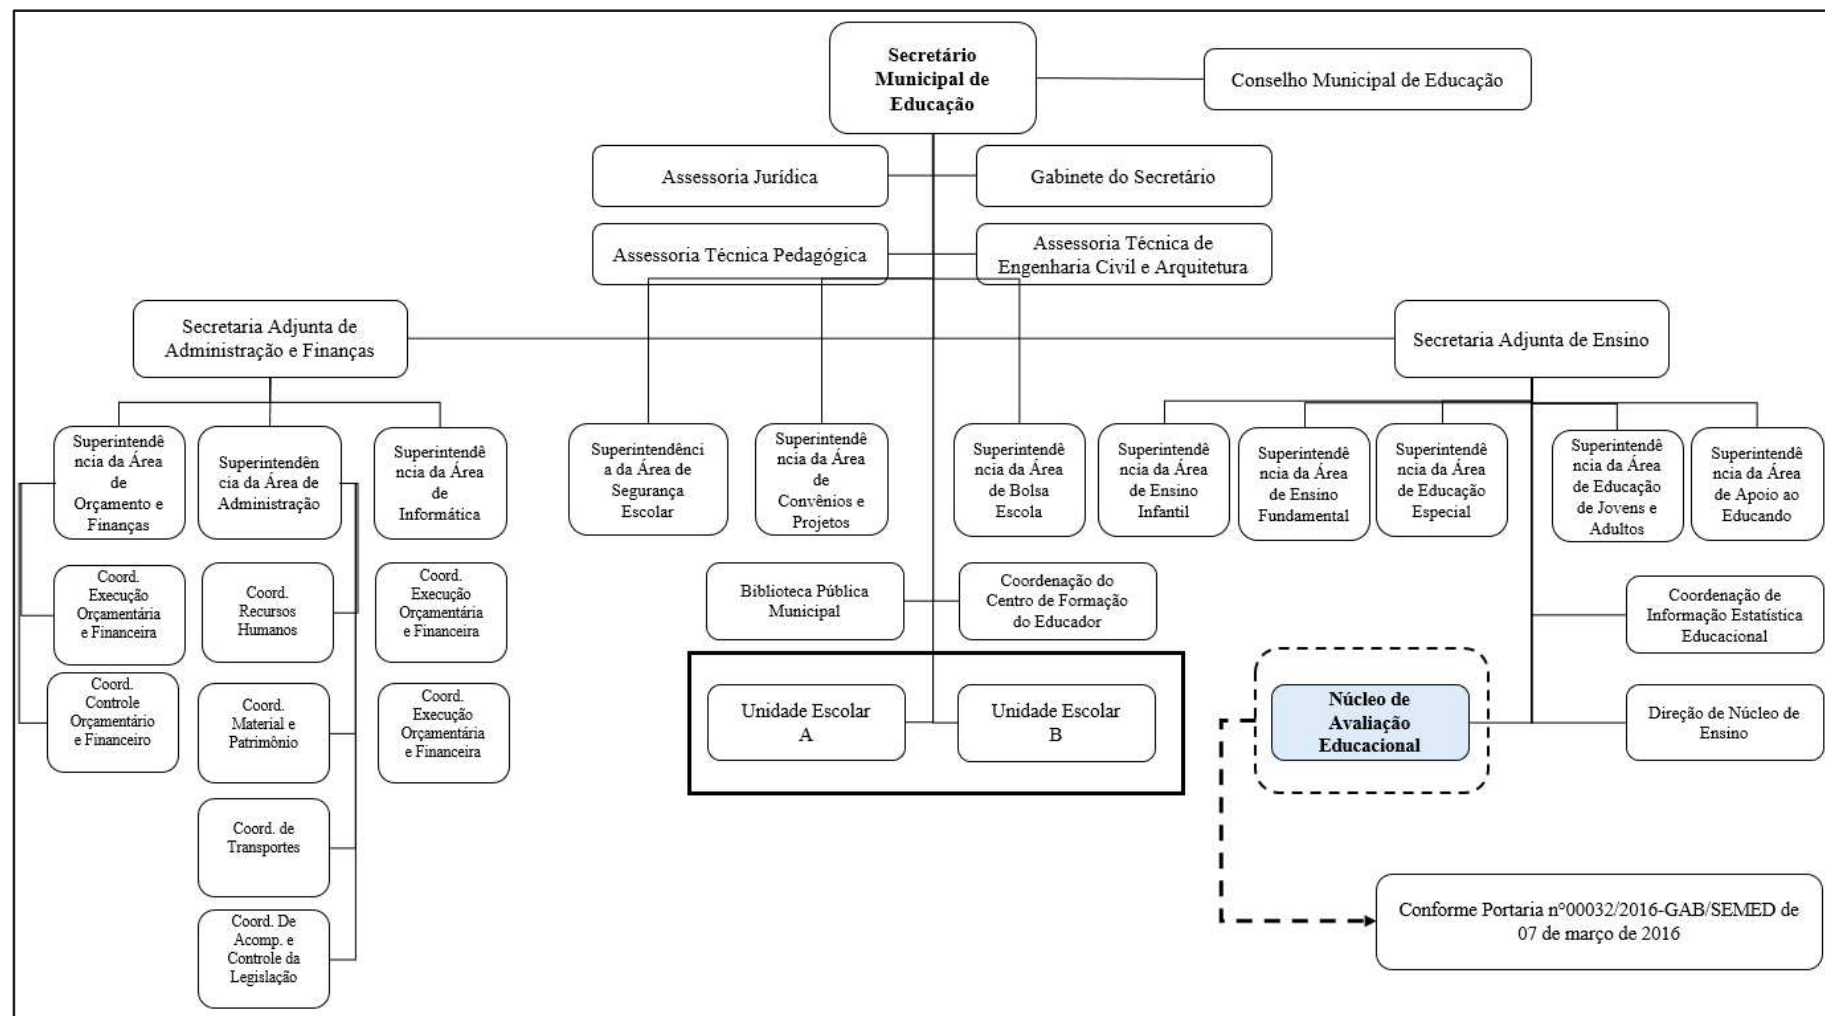 Secretário
Municipal de
Educação
Conselho Municipal de Educação
Assessoria Jurídica
Gabinete do Secretário
Assessoria Técnica Pedagógica
Assessoria Técnica de
Engenharia Civil e Arquitetura
Secretaria Adjunta de
Administração e Finanças
Secretaria Adjunta de Ensino
Superintendê
ncia da Área
de
Orçamento e
Finanças
Superintendên
cia da Área de
Administração
Superintendê
ncia da Área
de
Informática
Superintendênci
a da Área de
Segurança
Escolar
Superintendê
ncia da Área
de
Convênios e
Projetos
Superintendê
ncia da Área
de Bolsa
Escola
Superintendê
ncia da Área
de Ensino
Infantil
Superintendê
ncia da Área
de Ensino
Fundamental
Superintendê
ncia da Área
de Educação
Especial
Superintendê
ncia da Área
de Educação
de Jovens e
Adultos
Superintendê
ncia da Área
de Apoio ao
Educando
Coord.
Execução
Orçamentária
e Financeira
Coord.
Recursos
Humanos
Coord.
Execução
Orçamentária
e Financeira
Biblioteca Pública
Municipal
Coordenação do
Centro de Formação
do Educador
Coordenação de
Informação Estatística
Educacional
Coord.
Controle
Orçamentário
e Financeiro
Coord.
Material e
Patrimônio
Coord.
Execução
Orçamentária
e Financeira
Unidade Escolar
A
Unidade Escolar
B
Núcleo de
Avaliação
Educacional
Direção de Núcleo de
Ensino
Coord. de
Transportes
Coord. De
Acomp. e
Controle da
Legislação
Conforme Portaria n°00032/2016-GAB/SEMED de
07 de março de 2016